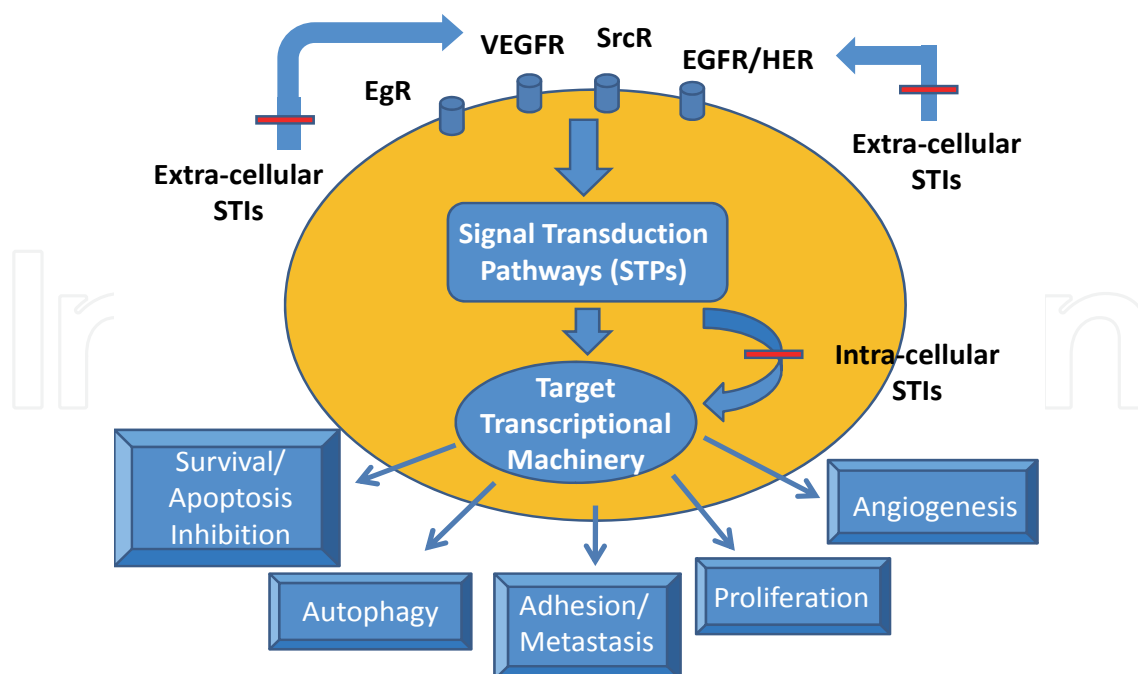 VEGFR
SrcR
EGFR/HER
EgR
Extra-cellular
STIs
Extra-cellular
STIs
Signal Transduction
Pathways (STPs)
Intra-cellular
STIs
Target
Transcriptional
Machinery
Survival/
Apoptosis
Inhibition
Angiogenesis
Autophagy
Adhesion/
Metastasis
Proliferation